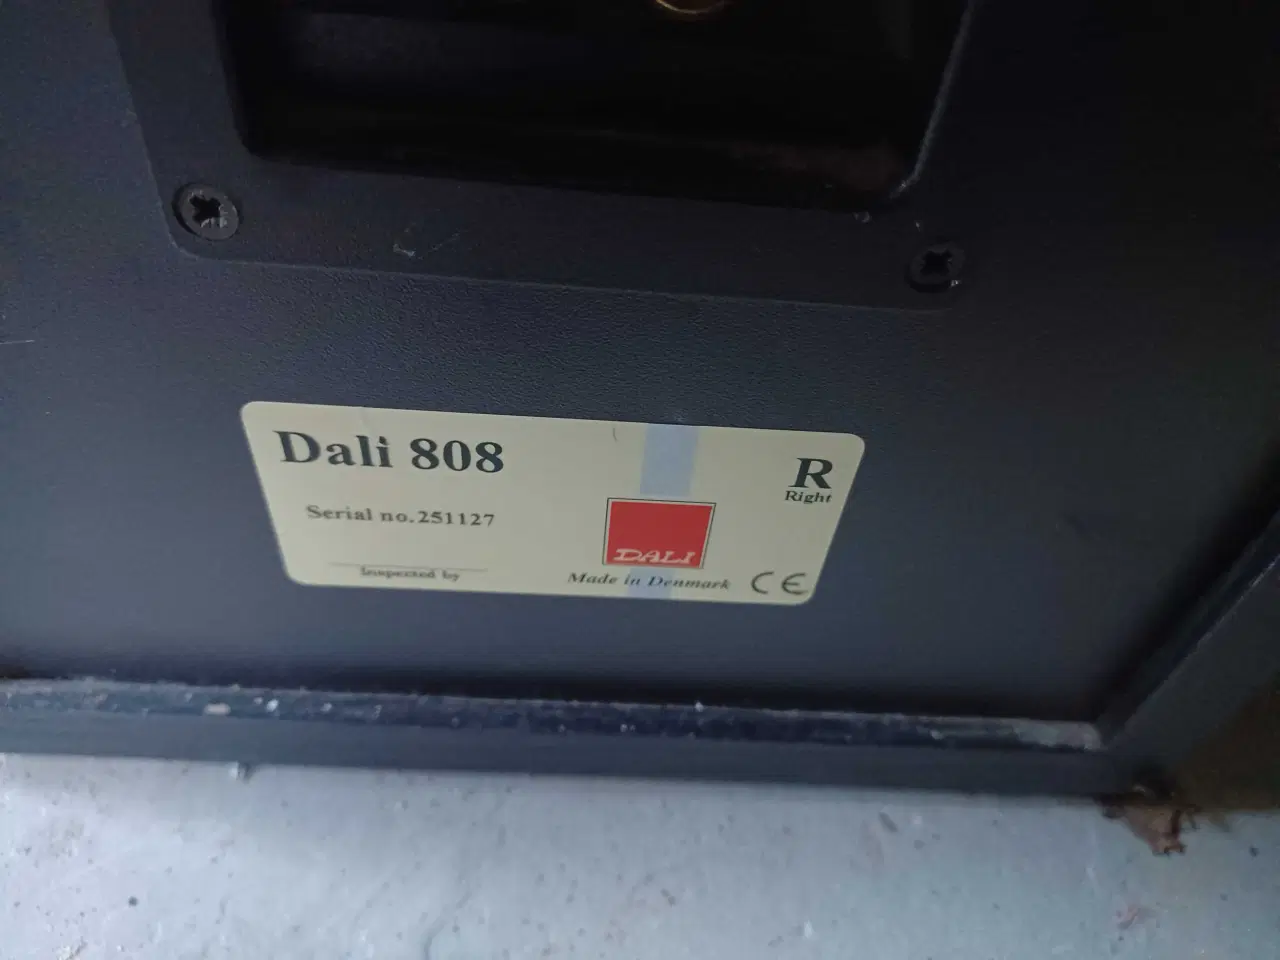 Dali 808
R
Right
Serial no.251127
DALI
Inspected by
Made in Denmark
CE